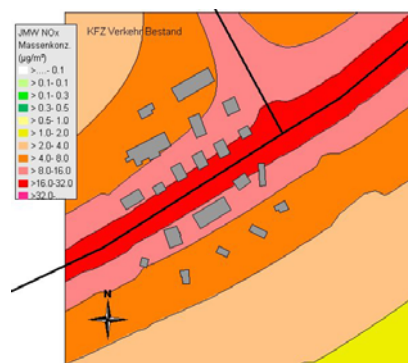 JMW NOx
Massenkonz.
(µg/m³)
KFZ Verkehr Bestand
>....- 0.1
> 0.1- 0.1
> 0.1- 0.3
> 0.3- 0.5
> 0.5- 1.0
> 1.0- 2.0
> 2.0- 4.0
> 4.0- 8.0
> 8.0-16.0
>16.0-32.0
>32.0-
N